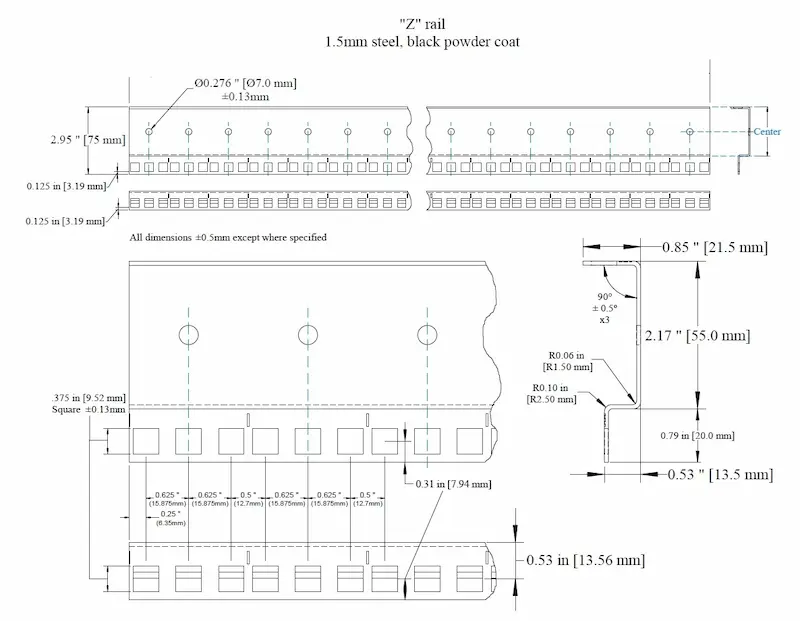 "Z" rail
1.5mm steel, black powder coat
Ø0.276 " [Ø7.0 mm]
±0.13mm
2.95 " [75 mm]
Center
0.125 in [3.19 mm]
0.125 in [3.19 mm]
All dimensions ±0.5mm except where specified
0.85 " [21.5 mm]
90°
± 0.5°
x3
2.17 " [55.0 mm]
R0.06 in
[R1.50 mm]
R0.10 in
[R2.50 mm]
.375 in [9.52 mm]
Square ±0.13mm
0.79 in [20.0 mm]
0.53 " [13.5 mm]
0.31 in [7.94 mm]
0.625 " 0.625 " 0.5 " 0.625 " 0.625 " 0.5 "
(15.875mm) (15.875mm) (12.7mm) (15.875mm) (15.875mm) (12.7mm)
0.25 "
(6.35mm)
0.53 in [13.56 mm]